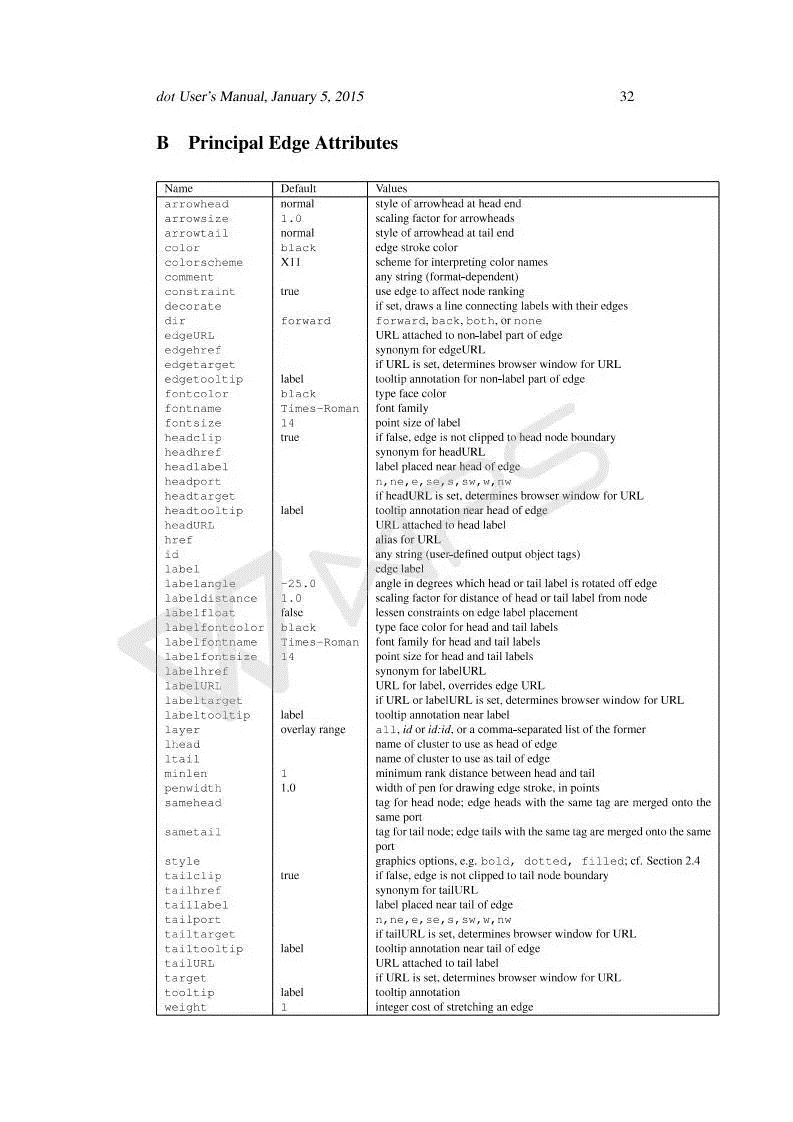 dot User's Manual, January 5, 2015 32
B Principal Edge Attributes
Name Default Values
arrowhead normal style of arrowhead at head end
arrowsize 1.0 scaling factor for arrowheads
arrowtail normal style of arrowhead at tail end
color black edge stroke color
colorscheme X11 scheme for interpreting color names
comment any string (format-dependent)
constraint true use edge to affect node ranking
decorate if set, draws a line connecting labels with their edges
dir forward forward, back, both, or none
edgeURL URL attached to non-label part of edge
edgehref synonym for edgeURL
edgetarget if URL is set, determines browser window for URL
edgetooltip label tooltip annotation for non-label part of edge
fontcolor black type face color
fontname Times-Roman font family
fontsize 14 point size of label
headclip true if false, edge is not clipped to head node boundary
headhref synonym for headURL
headlabel label placed near head of edge
headport n,ne,e,se,s,sw,w,nw
headtarget if headURL is set, determines browser window for URL
headtooltip label tooltip annotation near head of edge
headURL URL attached to head label
href alias for URL
id any string (user-defined output object tags)
label edge label
labelangle -25.0 angle in degrees which head or tail label is rotated off edge
labeldistance 1.0 scaling factor for distance of head or tail label from node
labelfloat false lessen constraints on edge label placement
labelfontcolor black type face color for head and tail labels
labelfontname Times-Roman font family for head and tail labels
labelfontsize 14 point size for head and tail labels
labelhref synonym for labelURL
labelURL URL for label, overrides edge URL
labeltarget if URL or labelURL is set, determines browser window for URL
labeltooltip label tooltip annotation near label
layer overlay range all, id or id:id, or a comma-separated list of the former
lhead name of cluster to use as head of edge
ltail name of cluster to use as tail of edge
minlen 1 minimum rank distance between head and tail
penwidth 1.0 width of pen for drawing edge stroke, in points
samehead tag for head node; edge heads with the same tag are merged onto the
same port
sametail tag for tail node; edge tails with the same tag are merged onto the same
port
style graphics options, e.g. bold, dotted, filled; cf. Section 2.4
tailclip true if false, edge is not clipped to tail node boundary
tailhref synonym for tailURL
taillabel label placed near tail of edge
tailport n,ne,e,se,s,sw,w,nw
tailtarget if tailURL is set, determines browser window for URL
tailtooltip label tooltip annotation near tail of edge
tailURL URL attached to tail label
target if URL is set, determines browser window for URL
tooltip label tooltip annotation
weight 1 integer cost of stretching an edge